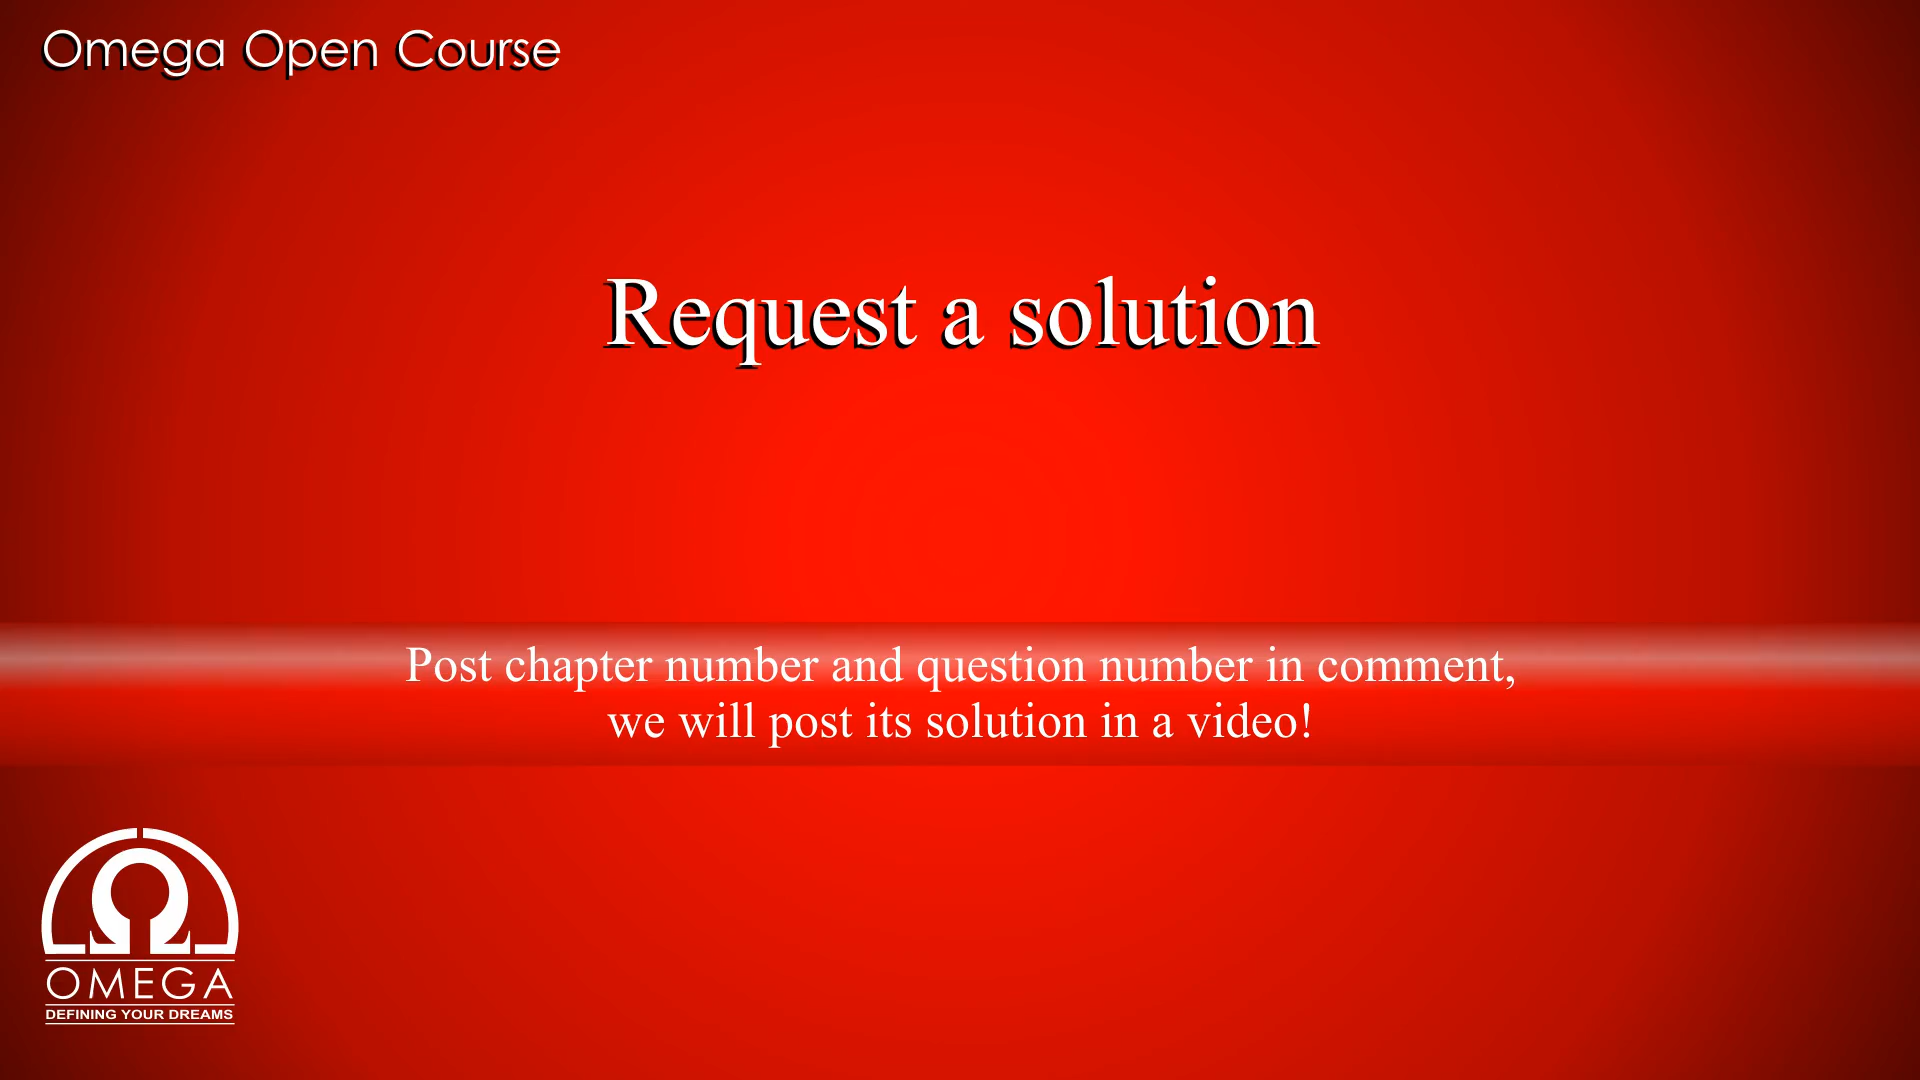 Omega Open Course
Request a solution
Post chapter number and question number in comment,
we will post its solution in a video!
Ω
OMEGA
DEFINING YOUR DREAMS